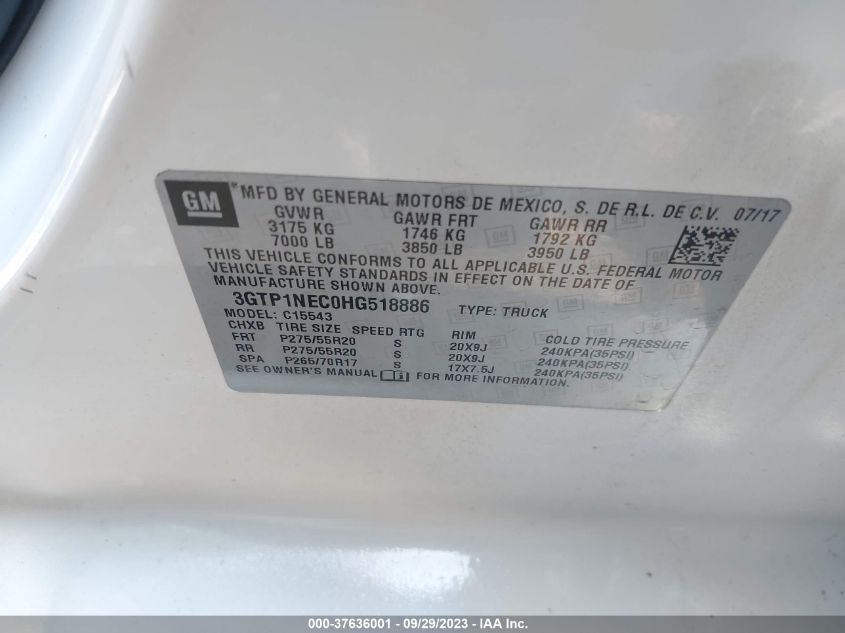 GM MFD BY GENERAL MOTORS DE MEXICO, S. DE R.L. DE C.V. 07/17
GVWR GAWR FRT GAWR RR
3175 KG 1746 KG 1792 KG
7000 LB 3850 LB 3950 LB
THIS VEHICLE CONFORMS TO ALL APPLICABLE U.S. FEDERAL MOTOR
VEHICLE SAFETY STANDARDS IN EFFECT ON THE DATE OF
MANUFACTURE SHOWN ABOVE.
3GTP1NEC0HG518886 TYPE: TRUCK
MODEL: C15543
CHXB TIRE SIZE SPEED RTG RIM COLD TIRE PRESSURE
FRT P275/55R20 S 20X9J 240KPA(35PSI)
RR P275/55R20 S 20X9J 240KPA(35PSI)
SPA P265/70R17 S 17X7.5J 240KPA(35PSI)
SEE OWNER'S MANUAL FOR MORE INFORMATION.
000-37636001 - 09/29/2023 - IAA Inc.